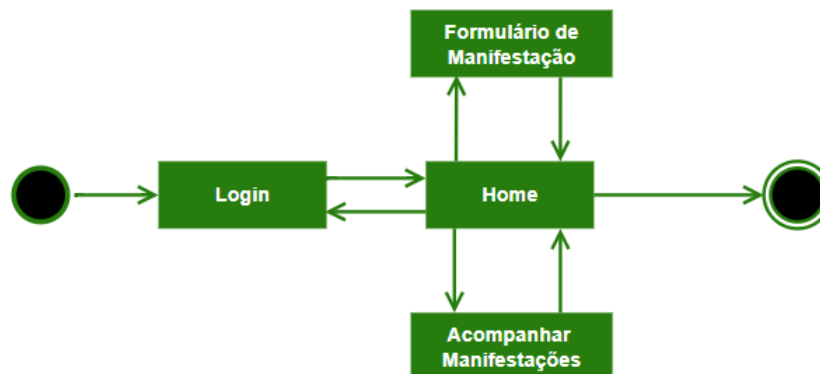 Formulário de
Manifestação
Login
Home
Acompanhar
Manifestações